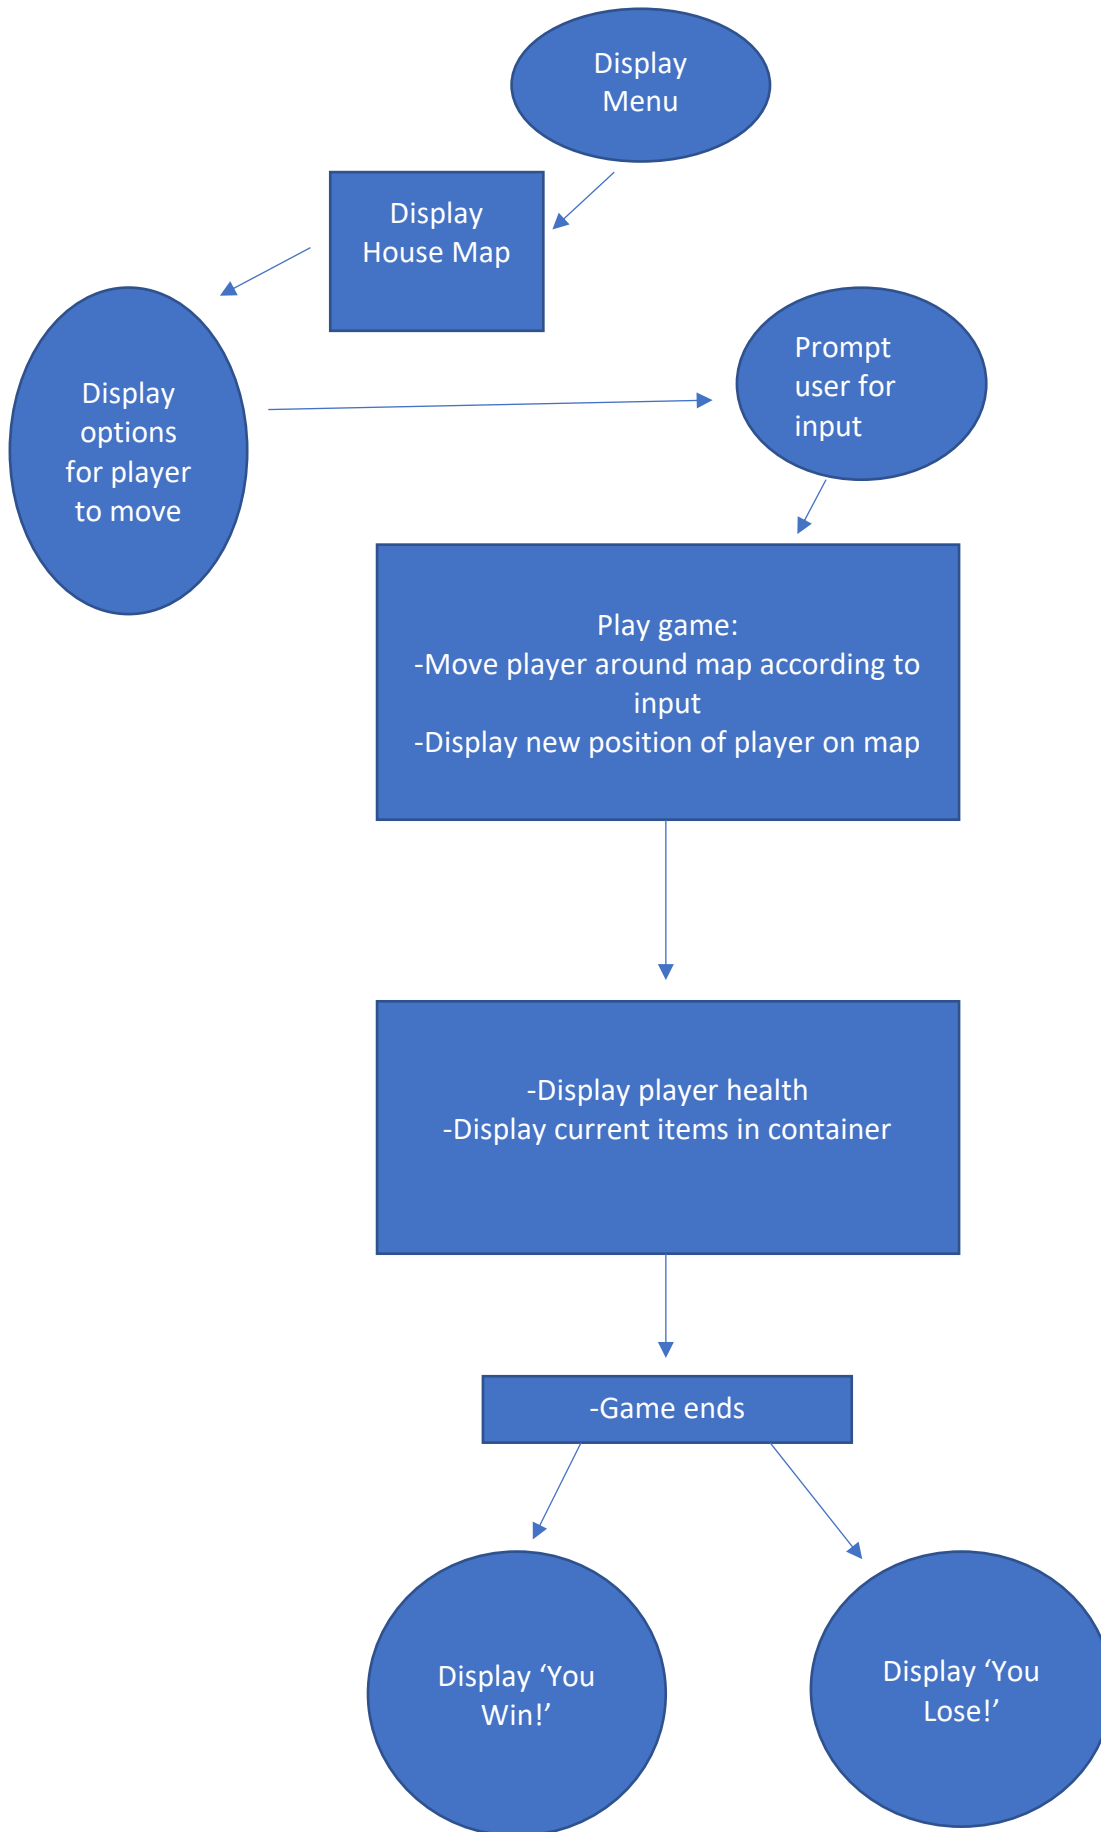 Display
Menu
Display
House Map
Display
options
for player
to move
Prompt
user for
input
Play game:
-Move player around map according to
input
-Display new position of player on map
-Display player health
-Display current items in container
-Game ends
Display ‘You
Win!’
Display ‘You
Lose!’